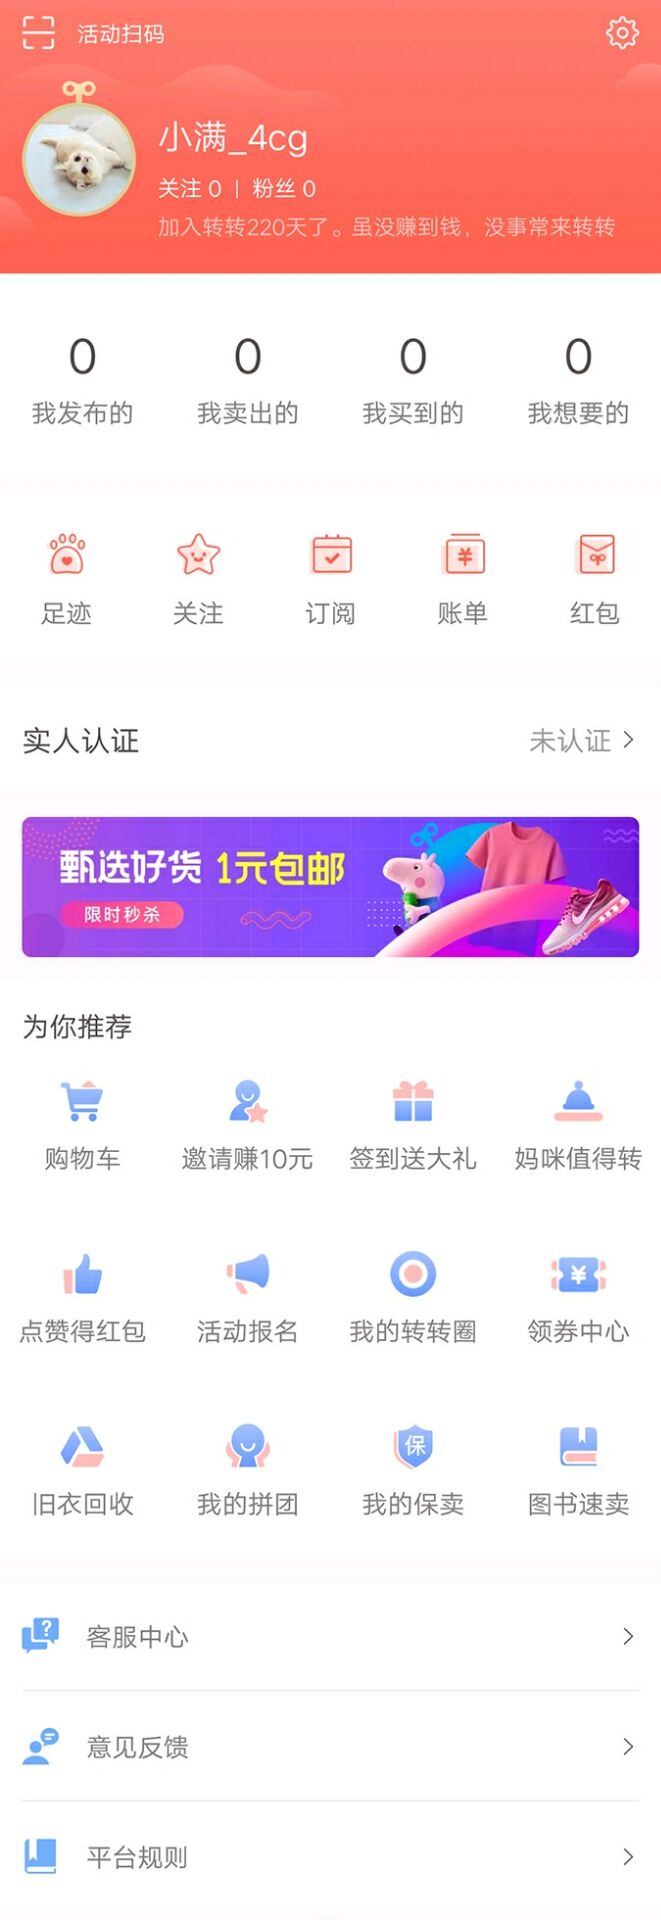 活动扫码
小满_4cg
关注 0 | 粉丝 0
加入转转220天了。虽没赚到钱，没事常来转转
0 0 0 0
我发布的 我卖出的 我买到的 我想要的
足迹 关注 订阅 账单 红包
实人认证 未认证
甄选好货 1元包邮
限时秒杀
为你推荐
购物车 邀请赚10元 签到送大礼 妈咪值得转
点赞得红包 活动报名 我的转转圈 领券中心
保
旧衣回收 我的拼团 我的保卖 图书速卖
客服中心
意见反馈
平台规则